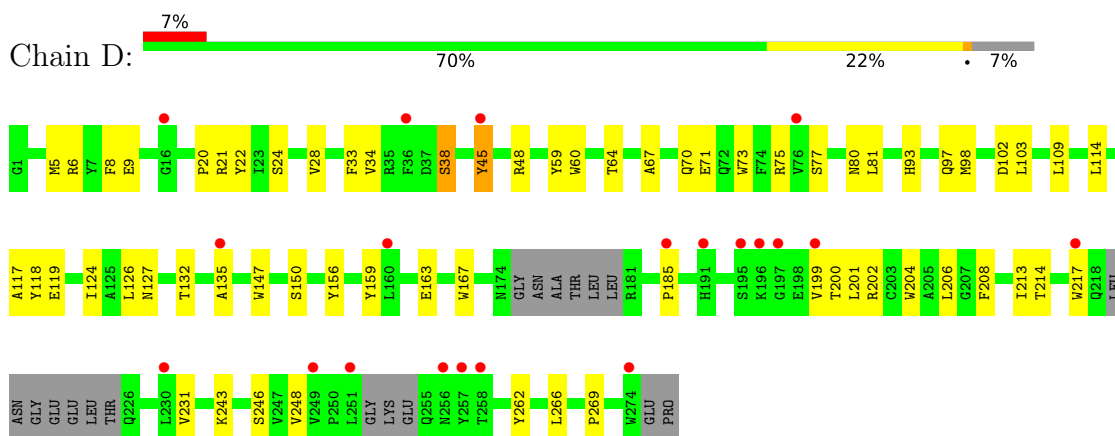 7%
Chain D:
70% 22% • 7%
G1 M5 R6 Y7 F8 E9 G16 P20 R21 Y22 I23 S24 V28 F33 V34 R35 F36 D37 S38 Y45 R48 Y59 W60 T64 A67 Q70 E71 Q72 W73 F74 R75 V76 S77 N80 L81 H93 Q97 M98 D102 L103 L109 L114
A117 Y118 E119 I124 A125 L126 N127 T132 A135 W147 S150 Y156 Y159 L160 E163 W167 N174 GLY ASN ALA THR LEU LEU R181 P185 H191 S195 K196 G197 E198 V199 T200 L201 R202 C203 W204 A205 L206 G207 F208 I213 T214 W217 Q218 LEU
ASN GLY GLU GLU LEU THR Q226 L230 V231 K243 S246 V247 V248 V249 P250 L251 GLY LYS GLU Q255 N256 Y257 T258 Y262 L266 P269 W274 GLU PRO